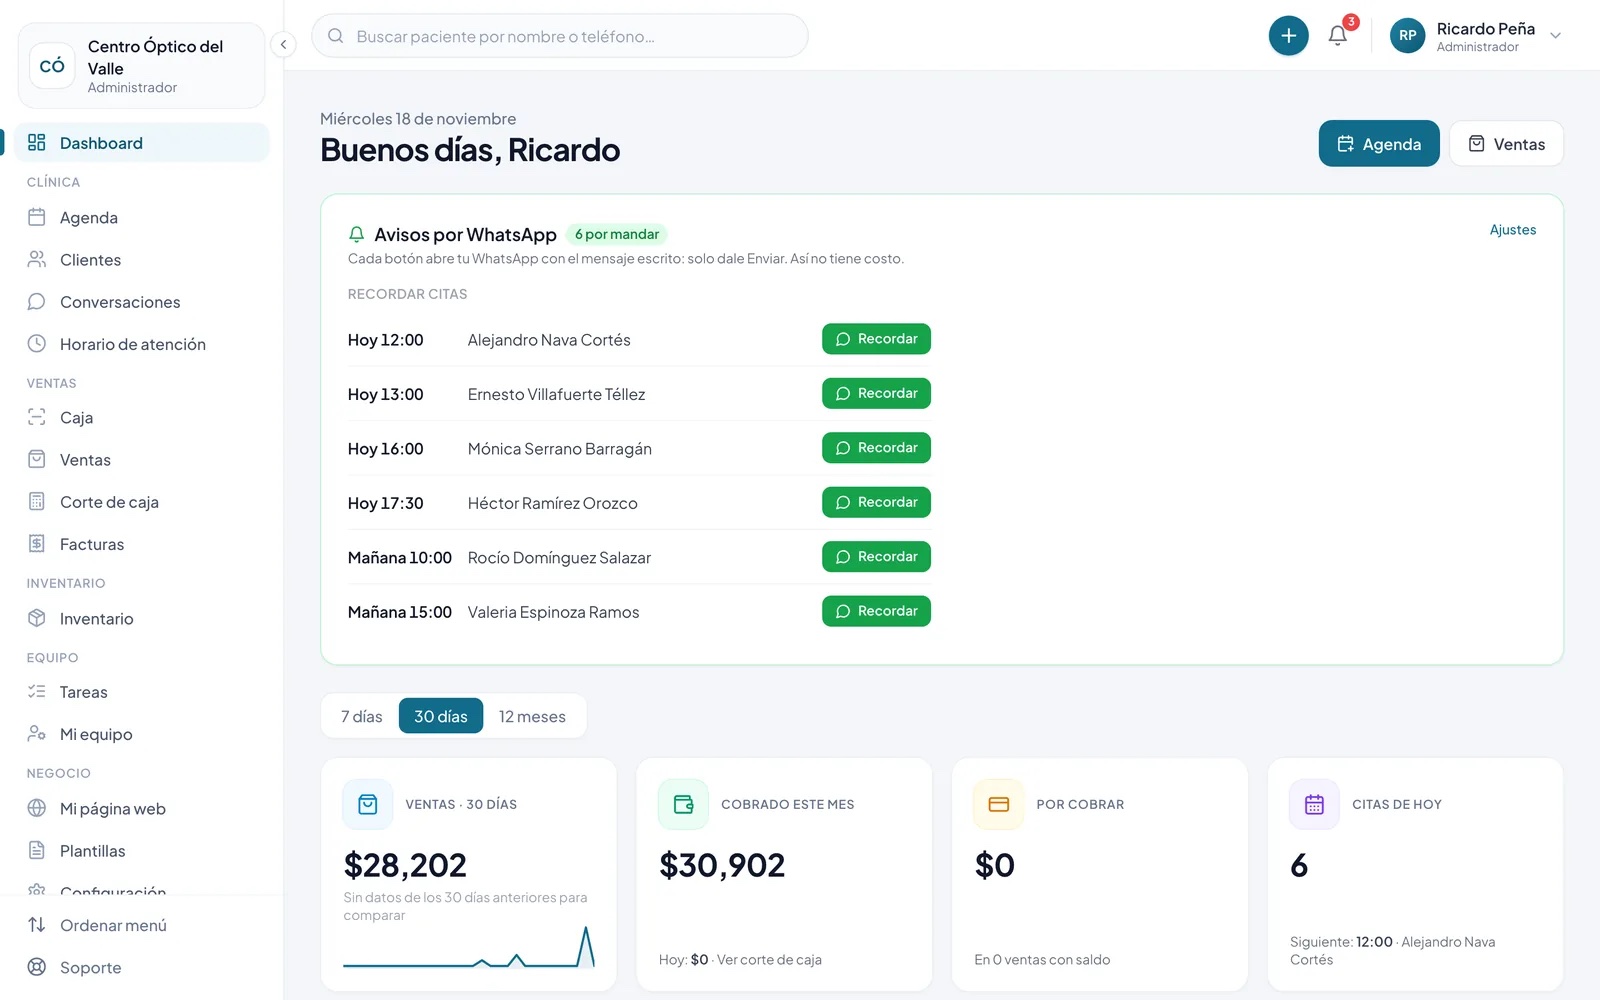 CÓ
Centro Óptico del
Valle
Administrador
Dashboard
CLÍNICA
Agenda
Clientes
Conversaciones
Horario de atención
VENTAS
Caja
Ventas
Corte de caja
Facturas
INVENTARIO
Inventario
EQUIPO
Tareas
Mi equipo
NEGOCIO
Mi página web
Plantillas
Configuración
Ordenar menú
Soporte
Buscar paciente por nombre o teléfono...
3
RP
Ricardo Peña
Administrador
Miércoles 18 de noviembre
Buenos días, Ricardo
Agenda
Ventas
Avisos por WhatsApp 6 por mandar
Ajustes
Cada botón abre tu WhatsApp con el mensaje escrito: solo dale Enviar. Así no tiene costo.
RECORDAR CITAS
Hoy 12:00 Alejandro Nava Cortés Recordar
Hoy 13:00 Ernesto Villafuerte Téllez Recordar
Hoy 16:00 Mónica Serrano Barragán Recordar
Hoy 17:30 Héctor Ramírez Orozco Recordar
Mañana 10:00 Rocío Domínguez Salazar Recordar
Mañana 15:00 Valeria Espinoza Ramos Recordar
7 días 30 días 12 meses
VENTAS · 30 DÍAS
$28,202
Sin datos de los 30 días anteriores para
comparar
COBRADO ESTE MES
$30,902
Hoy: $0 · Ver corte de caja
POR COBRAR
$0
En 0 ventas con saldo
CITAS DE HOY
6
Siguiente: 12:00 · Alejandro Nava
Cortés